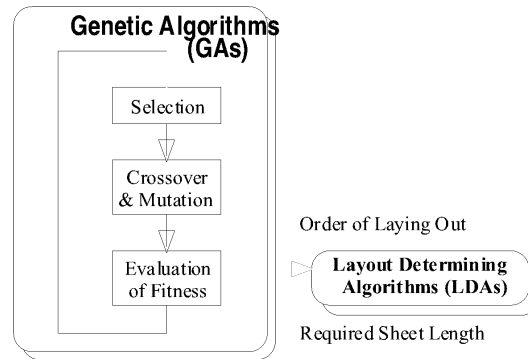 Genetic Algorithms
(GAs)
Selection
Crossover
& Mutation
Evaluation
of Fitness
Order of Laying Out
Layout Determining
Algorithms (LDAs)
Required Sheet Length